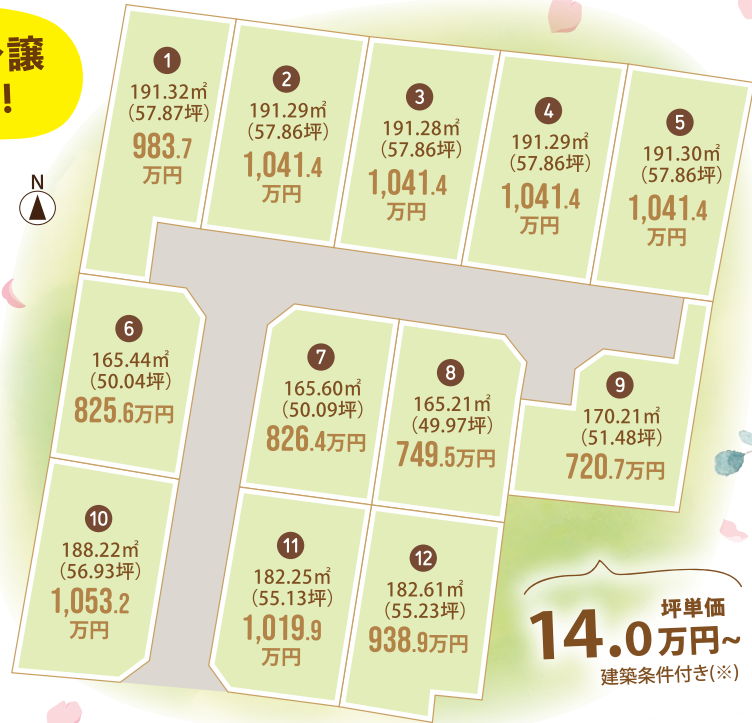 譲
!
N
1
191.32㎡
(57.87坪)
983.7
万円
2
191.29㎡
(57.86坪)
1,041.4
万円
3
191.28㎡
(57.86坪)
1,041.4
万円
4
191.29㎡
(57.86坪)
1,041.4
万円
5
191.30㎡
(57.86坪)
1,041.4
万円
6
165.44㎡
(50.04坪)
825.6万円
7
165.60㎡
(50.09坪)
826.4万円
8
165.21㎡
(49.97坪)
749.5万円
9
170.21㎡
(51.48坪)
720.7万円
10
188.22㎡
(56.93坪)
1,053.2
万円
11
182.25㎡
(55.13坪)
1,019.9
万円
12
182.61㎡
(55.23坪)
938.9万円
坪単価
14.0万円~
建築条件付き(※)